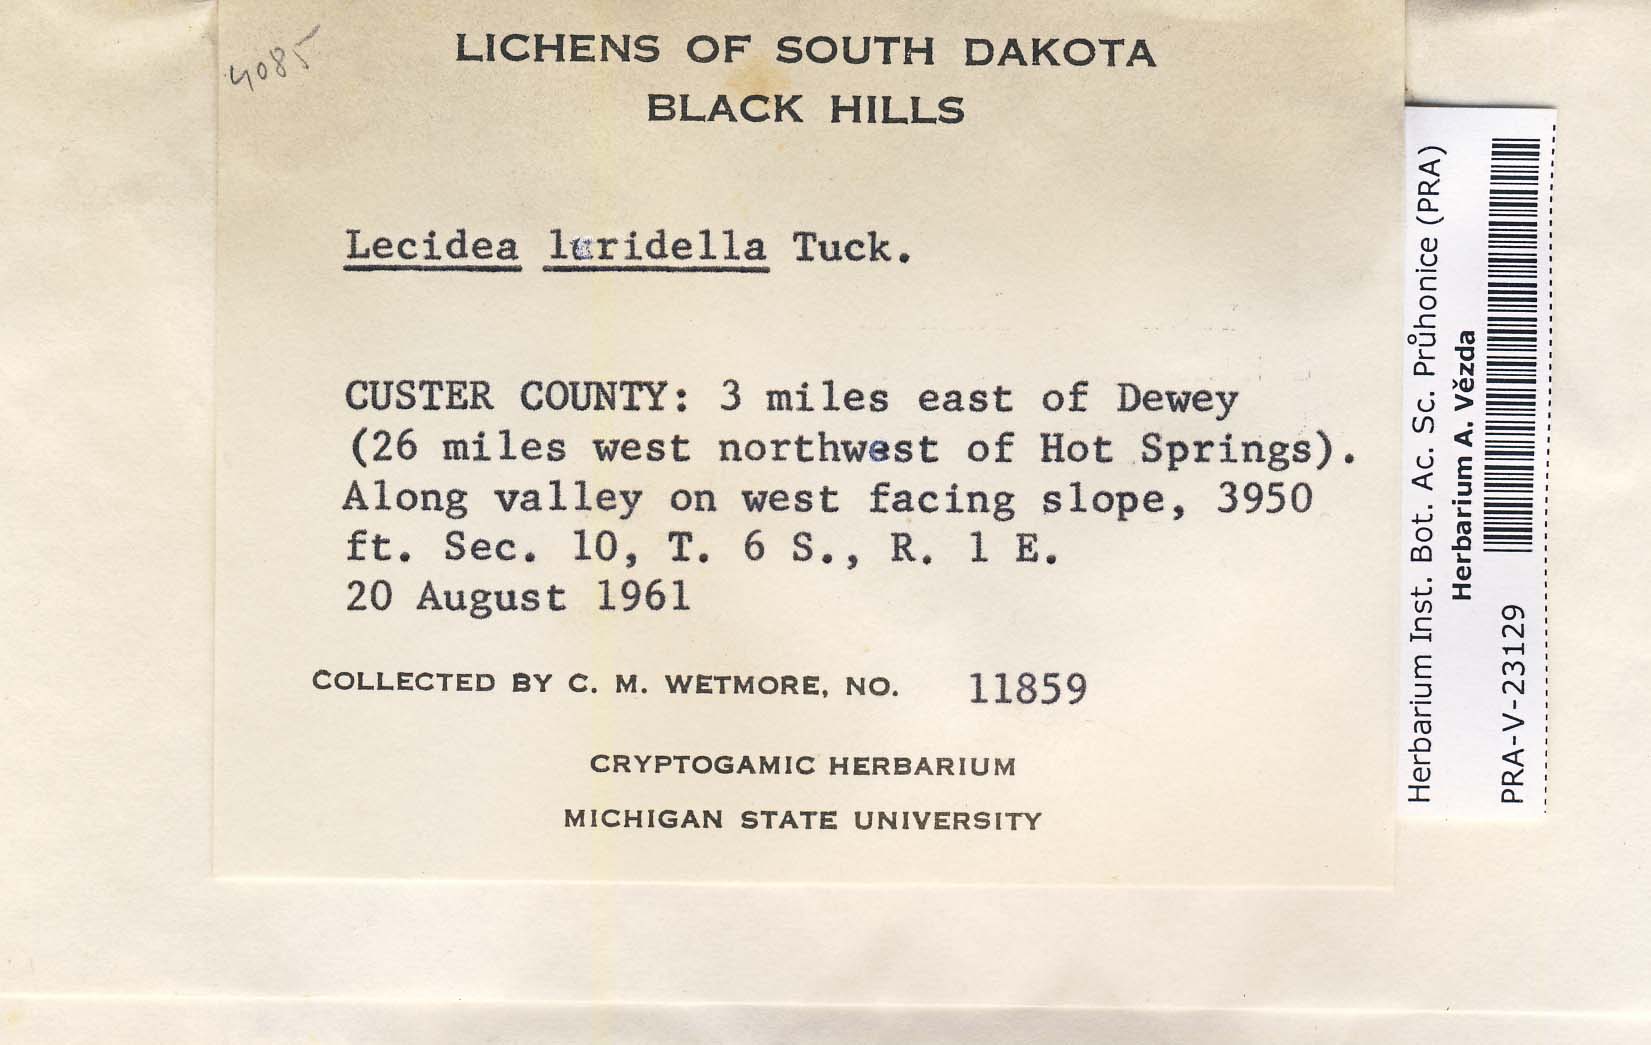 4085
LICHENS OF SOUTH DAKOTA
BLACK HILLS
Lecidea luridella Tuck.
CUSTER COUNTY: 3 miles east of Dewey
(26 miles west northwest of Hot Springs).
Along valley on west facing slope, 3950
ft. Sec. 10, T. 6 S., R. 1 E.
20 August 1961
COLLECTED BY C. M. WETMORE, NO. 11859
CRYPTOGAMIC HERBARIUM
MICHIGAN STATE UNIVERSITY
Herbarium Inst. Bot. Ac. Sc. Průhonice (PRA)
Herbarium A. Vězda
PRA-V-23129